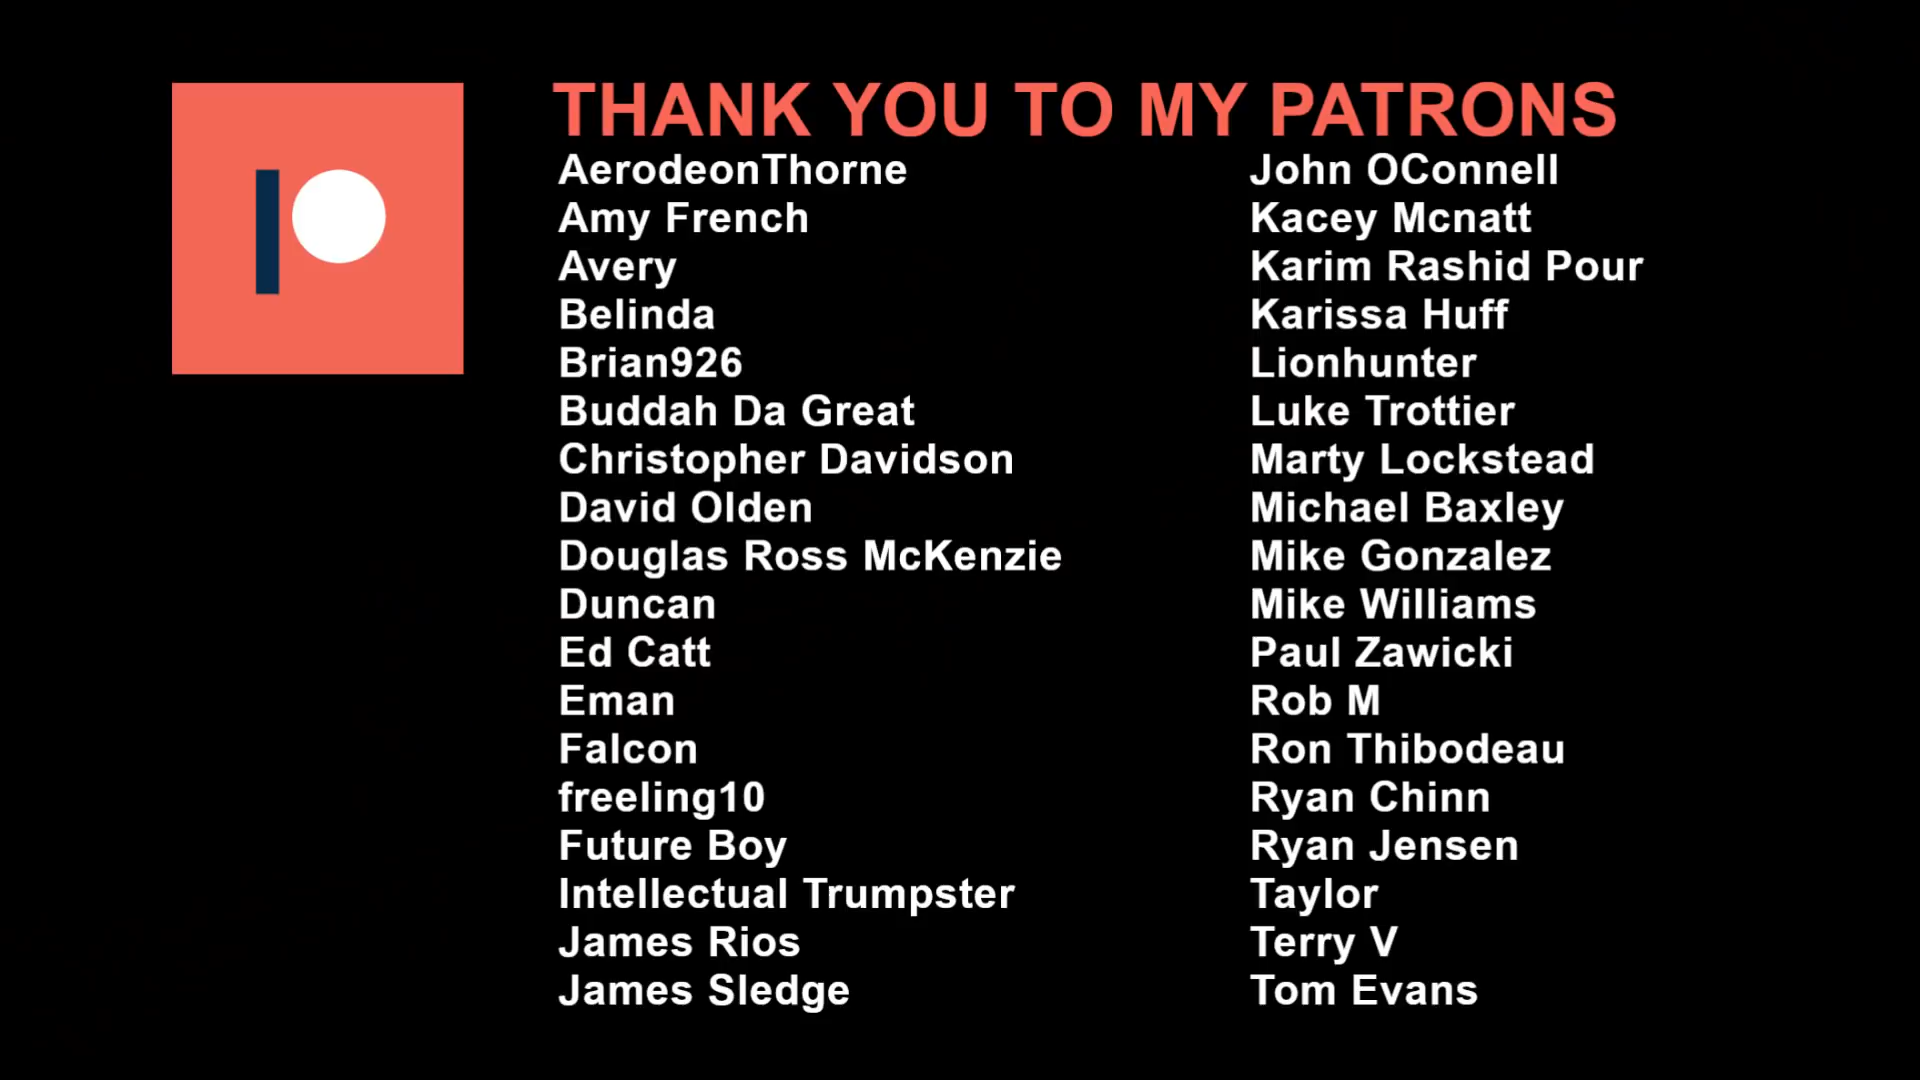 THANK YOU TO MY PATRONS
AerodeonThorne
Amy French
Avery
Belinda
Brian926
Buddah Da Great
Christopher Davidson
David Olden
Douglas Ross McKenzie
Duncan
Ed Catt
Eman
Falcon
freeling10
Future Boy
Intellectual Trumpster
James Rios
James Sledge
John OConnell
Kacey Mcnatt
Karim Rashid Pour
Karissa Huff
Lionhunter
Luke Trottier
Marty Lockstead
Michael Baxley
Mike Gonzalez
Mike Williams
Paul Zawicki
Rob M
Ron Thibodeau
Ryan Chinn
Ryan Jensen
Taylor
Terry V
Tom Evans